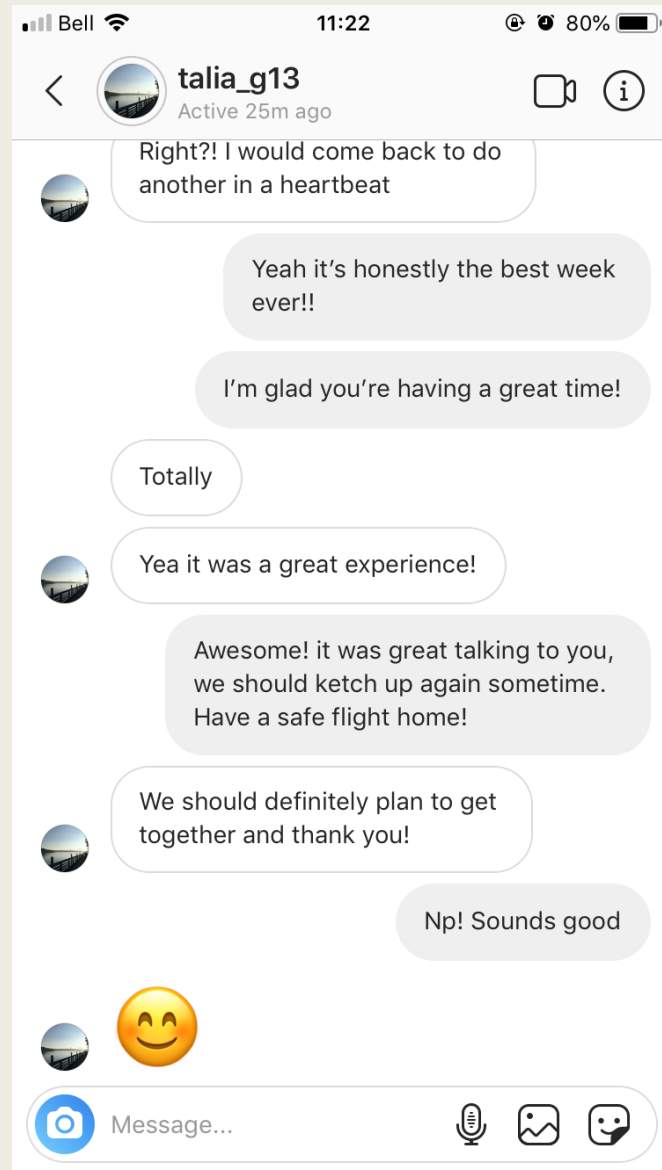 Bell 11:22 80%
talia_g13
Active 25m ago
Right?! I would come back to do
another in a heartbeat
Yeah it’s honestly the best week
ever!!
I’m glad you’re having a great time!
Totally
Yea it was a great experience!
Awesome! it was great talking to you,
we should ketch up again sometime.
Have a safe flight home!
We should definitely plan to get
together and thank you!
Np! Sounds good
😊
Message...